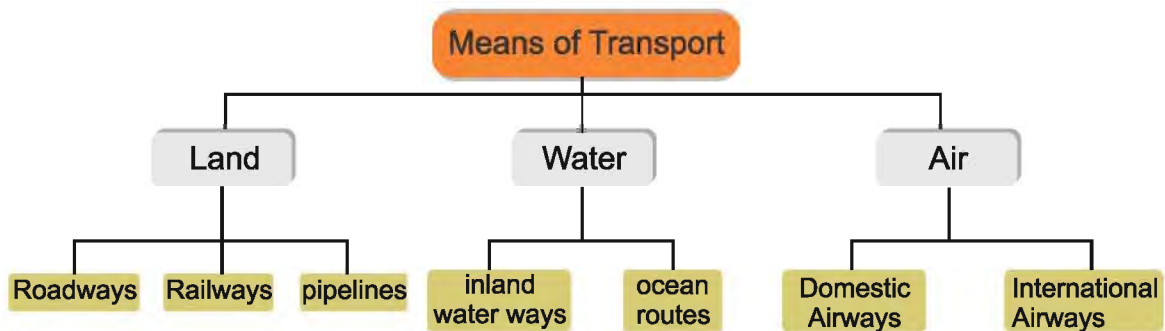 Means of Transport
Land
Water
Air
Roadways
Railways
pipelines
inland
water ways
ocean
routes
Domestic
Airways
International
Airways